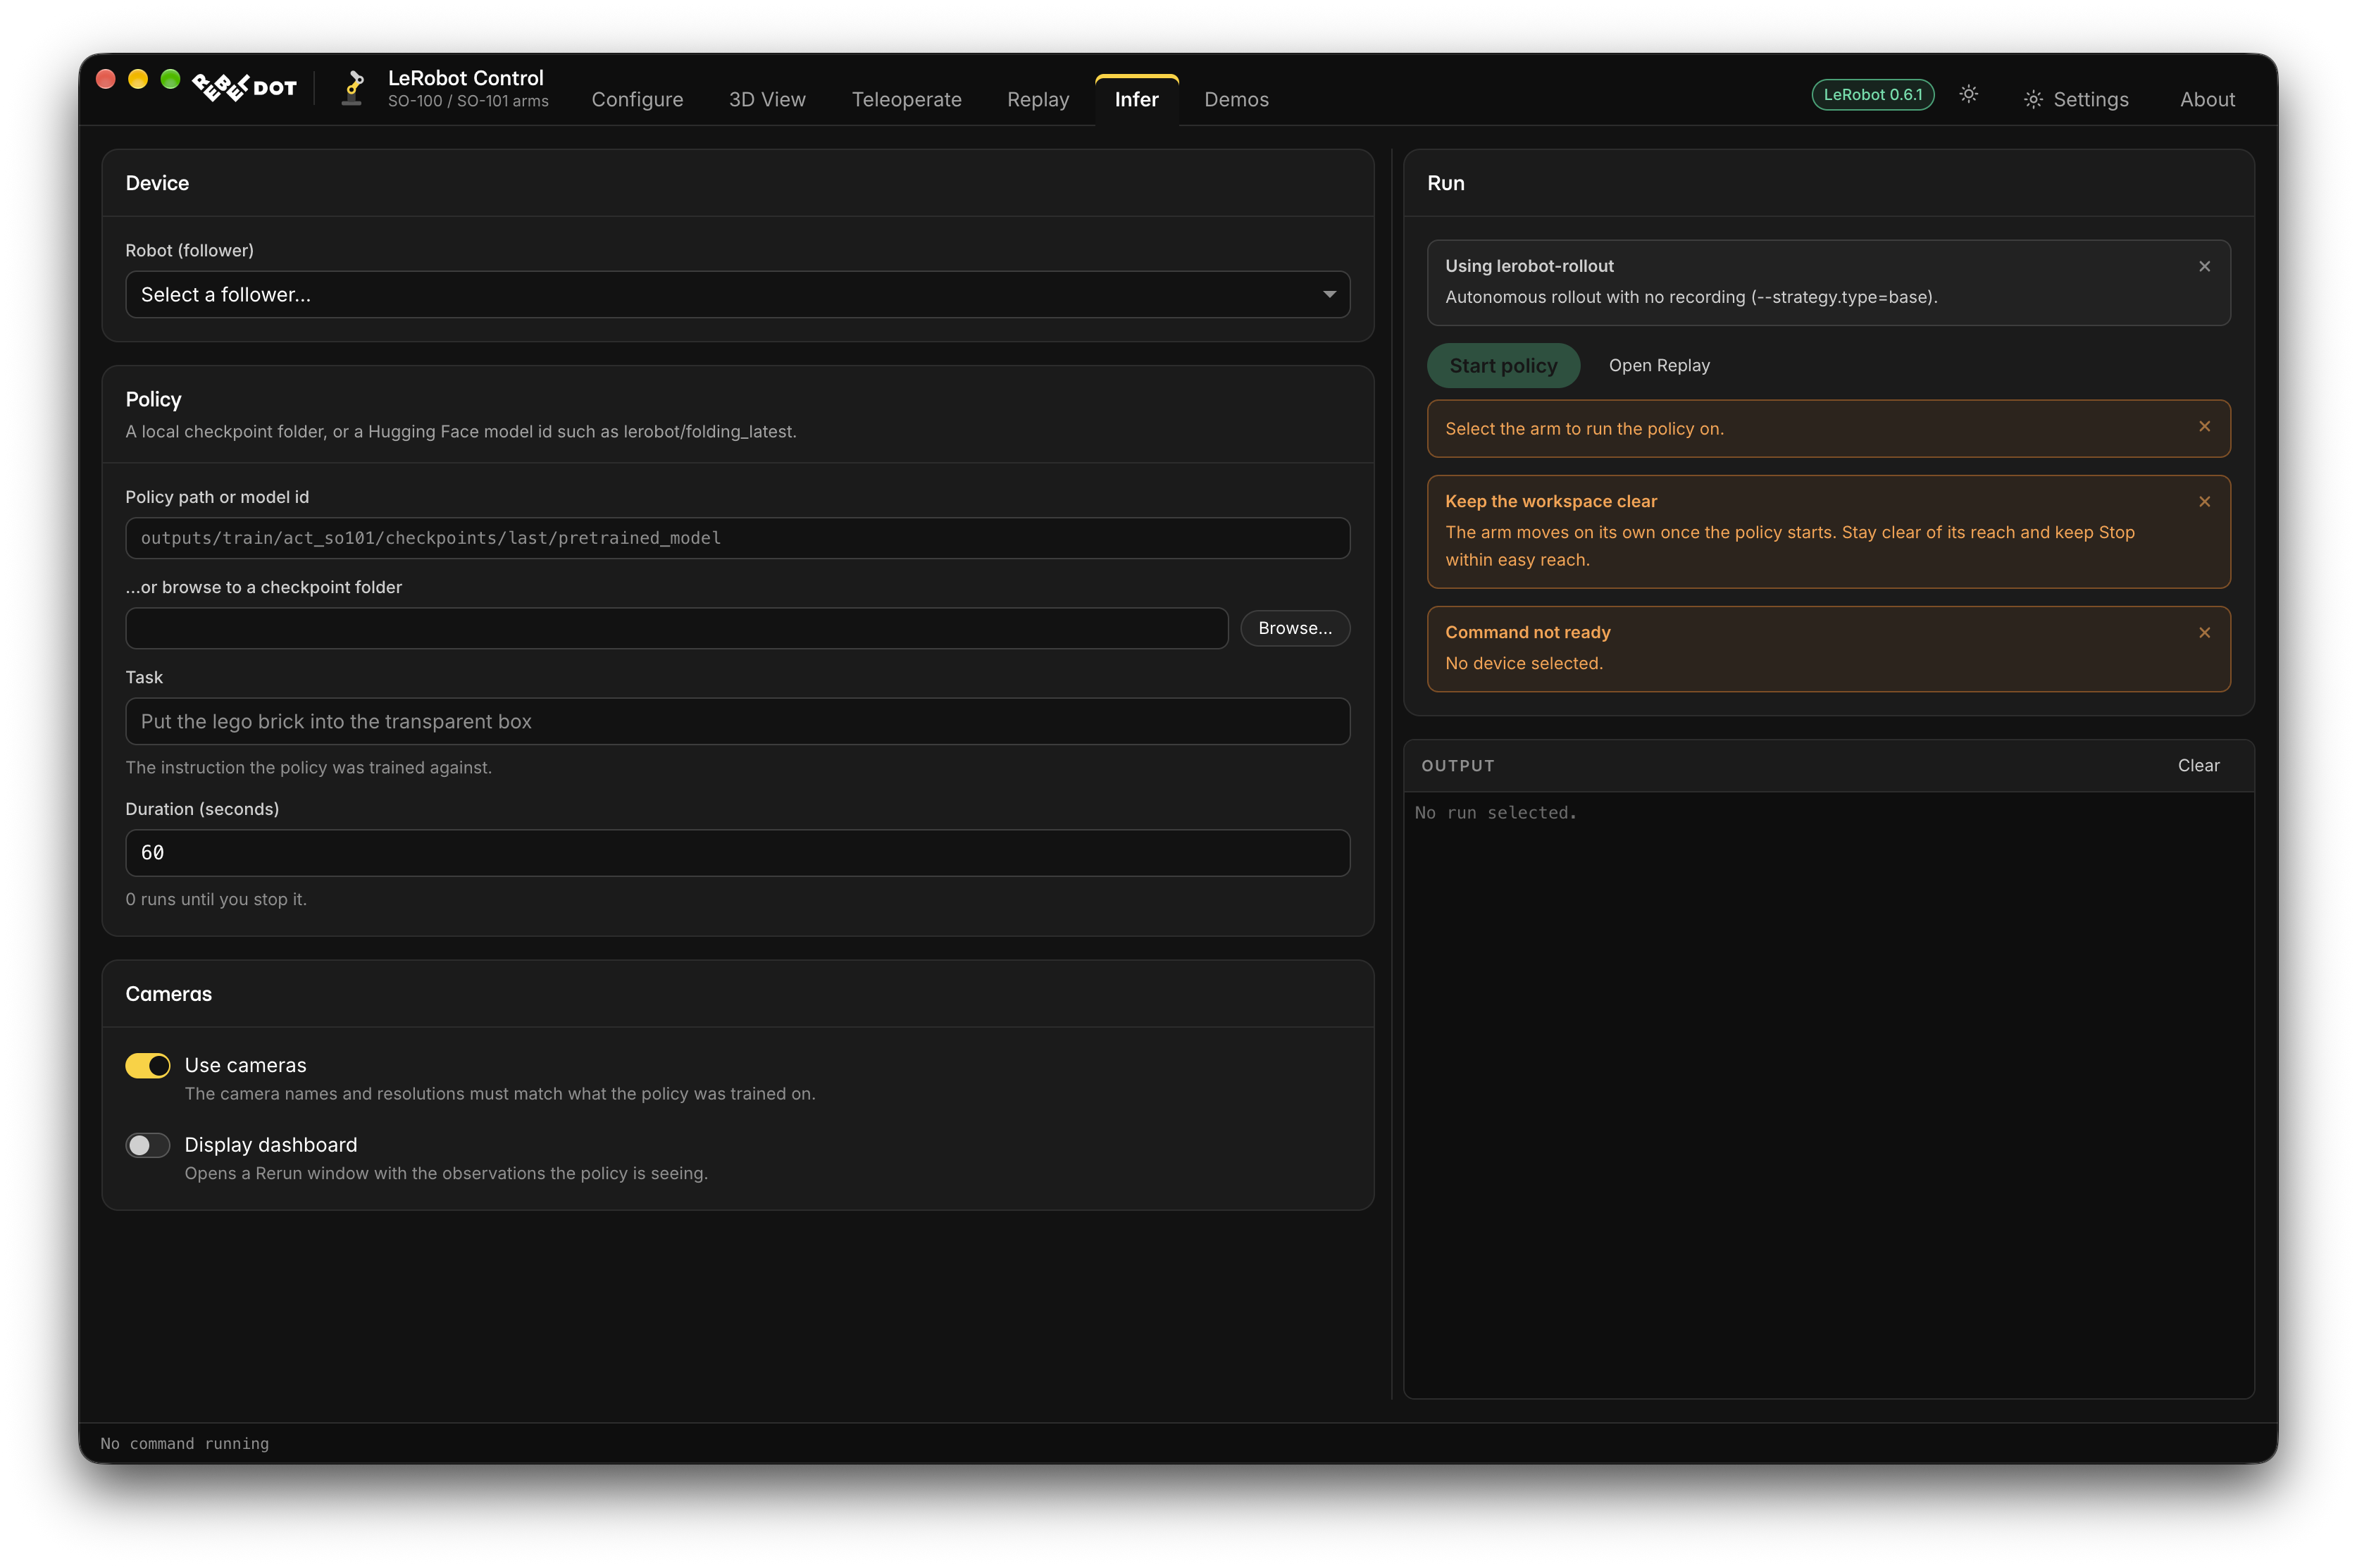 REBEL DOT
LeRobot Control
SO-100 / SO-101 arms
Configure
3D View
Teleoperate
Replay
Infer
Demos
LeRobot 0.6.1
Settings
About
Device
Robot (follower)
Select a follower...
Policy
A local checkpoint folder, or a Hugging Face model id such as lerobot/folding_latest.
Policy path or model id
outputs/train/act_so101/checkpoints/last/pretrained_model
...or browse to a checkpoint folder
Browse...
Task
Put the lego brick into the transparent box
The instruction the policy was trained against.
Duration (seconds)
60
0 runs until you stop it.
Cameras
Use cameras
The camera names and resolutions must match what the policy was trained on.
Display dashboard
Opens a Rerun window with the observations the policy is seeing.
Run
Using lerobot-rollout
Autonomous rollout with no recording (--strategy.type=base).
Start policy
Open Replay
Select the arm to run the policy on.
Keep the workspace clear
The arm moves on its own once the policy starts. Stay clear of its reach and keep Stop
within easy reach.
Command not ready
No device selected.
OUTPUT
Clear
No run selected.
No command running